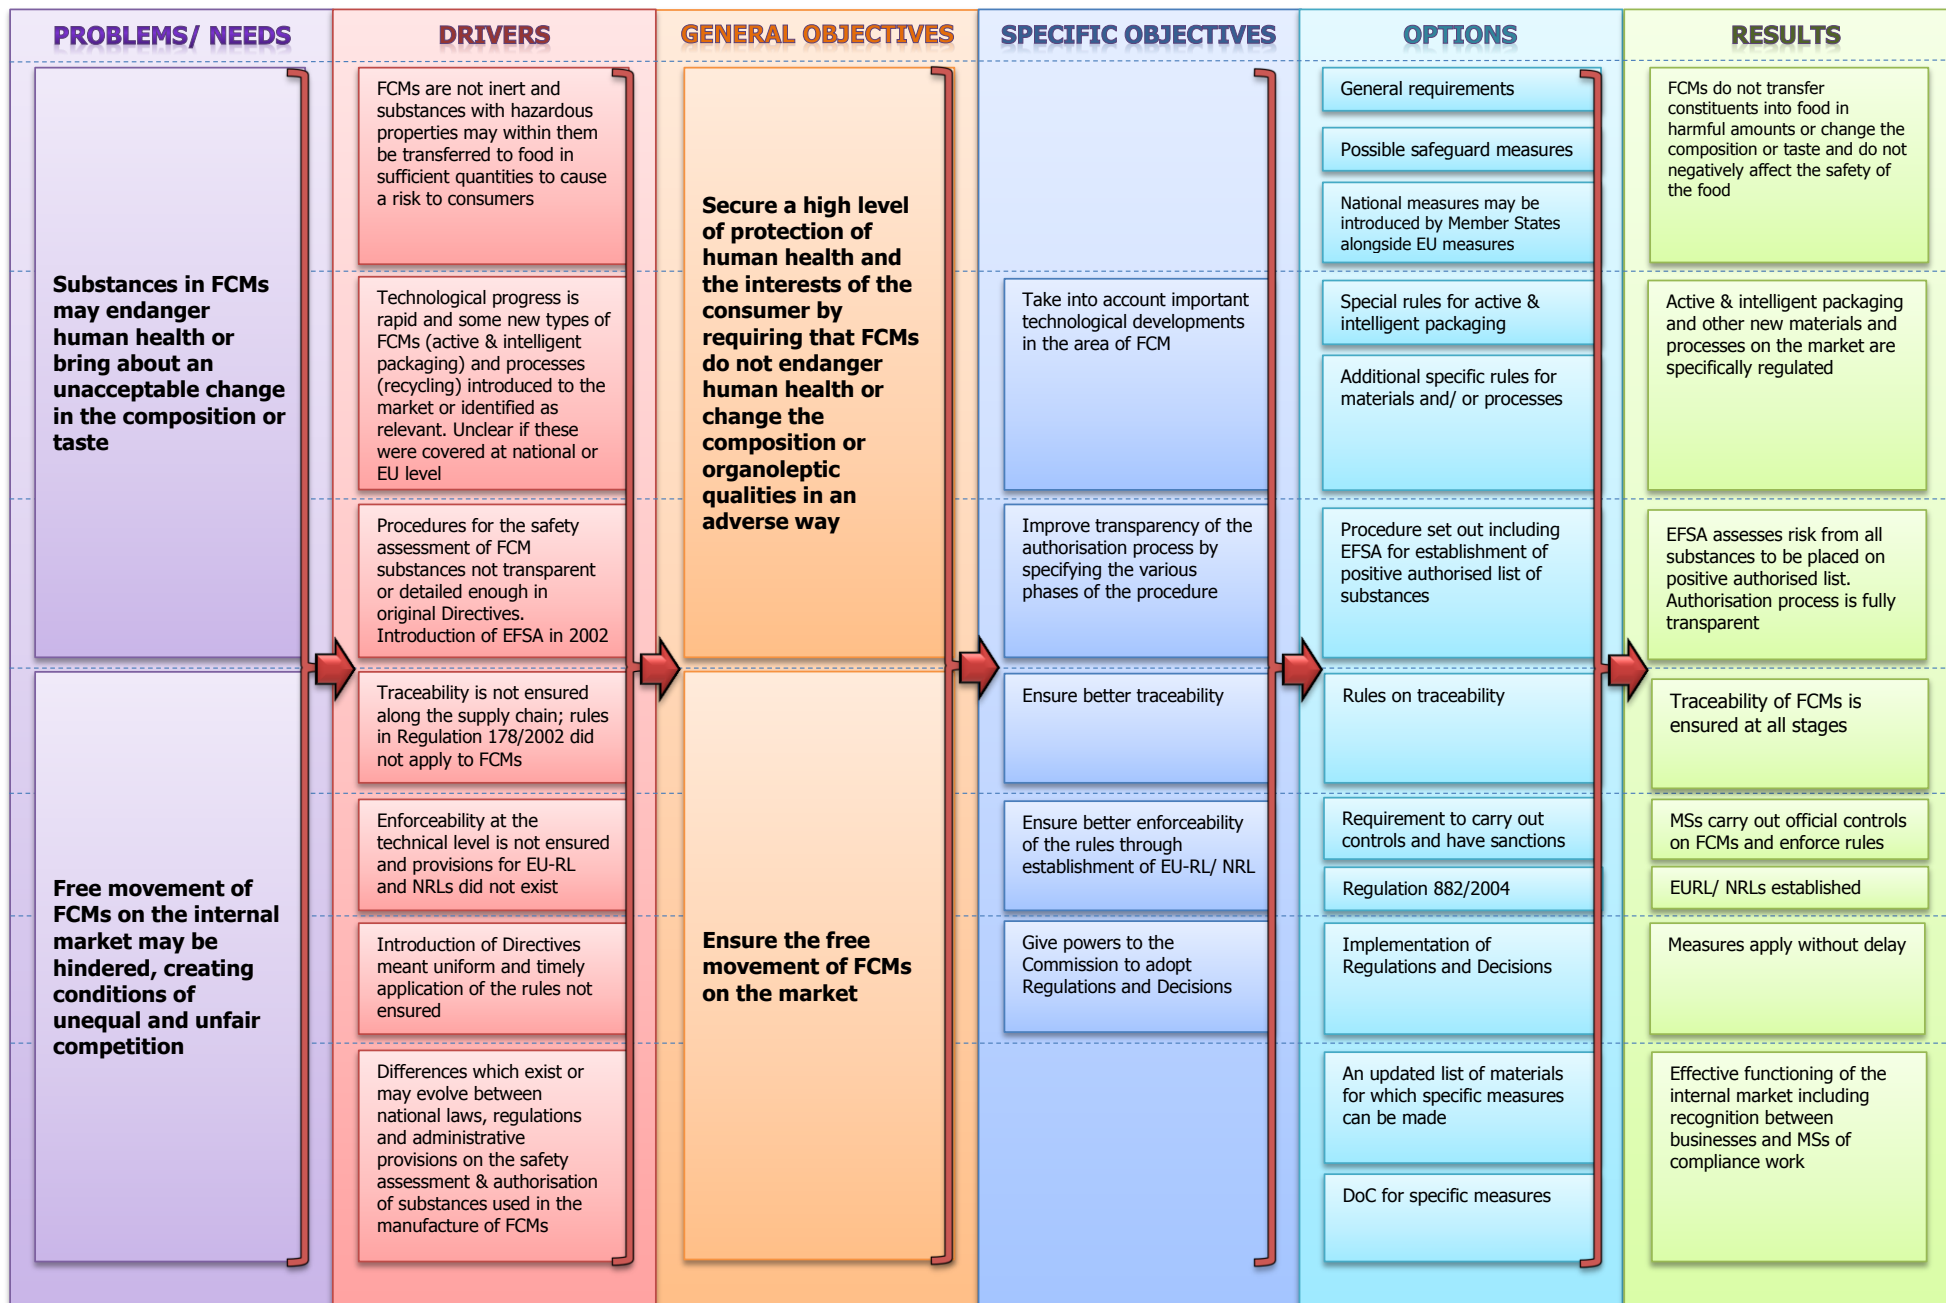 PROBLEMS/ NEEDS
Substances in FCMs
may endanger
human health or
bring about an
unacceptable change
in the composition or
taste
Free movement of
FCMs on the internal
market may be
hindered, creating
conditions of
unequal and unfair
competition
DRIVERS
FCMs are not inert and
substances with hazardous
properties may within them
be transferred to food in
sufficient quantities to cause
a risk to consumers
Technological progress is
rapid and some new types of
FCMs (active & intelligent
packaging) and processes
(recycling) introduced to the
market or identified as
relevant. Unclear if these
were covered at national or
EU level
Procedures for the safety
assessment of FCM
substances not transparent
or detailed enough in
original Directives.
Introduction of EFSA in 2002
Traceability is not ensured
along the supply chain; rules
in Regulation 178/2002 did
not apply to FCMs
Enforceability at the
technical level is not ensured
and provisions for EU-RL
and NRLs did not exist
Introduction of Directives
meant uniform and timely
application of the rules not
ensured
Differences which exist or
may evolve between
national laws, regulations
and administrative
provisions on the safety
assessment & authorisation
of substances used in the
manufacture of FCMs
GENERAL OBJECTIVES
Secure a high level
of protection of
human health and
the interests of the
consumer by
requiring that FCMs
do not endanger
human health or
change the
composition or
organoleptic
qualities in an
adverse way
Ensure the free
movement of FCMs
on the market
SPECIFIC OBJECTIVES
Take into account important
technological developments
in the area of FCM
Improve transparency of the
authorisation process by
specifying the various
phases of the procedure
Ensure better traceability
Ensure better enforceability
of the rules through
establishment of EU-RL/ NRL
Give powers to the
Commission to adopt
Regulations and Decisions
OPTIONS
General requirements
Possible safeguard measures
National measures may be
introduced by Member States
alongside EU measures
Special rules for active &
intelligent packaging
Additional specific rules for
materials and/ or processes
Procedure set out including
EFSA for establishment of
positive authorised list of
substances
Rules on traceability
Requirement to carry out
controls and have sanctions
Regulation 882/2004
Implementation of
Regulations and Decisions
An updated list of materials
for which specific measures
can be made
DoC for specific measures
RESULTS
FCMs do not transfer
constituents into food in
harmful amounts or change the
composition or taste and do not
negatively affect the safety of
the food
Active & intelligent packaging
and other new materials and
processes on the market are
specifically regulated
EFSA assesses risk from all
substances to be placed on
positive authorised list.
Authorisation process is fully
transparent
Traceability of FCMs is
ensured at all stages
MSs carry out official controls
on FCMs and enforce rules
EURL/ NRLs established
Measures apply without delay
Effective functioning of the
internal market including
recognition between
businesses and MSs of
compliance work